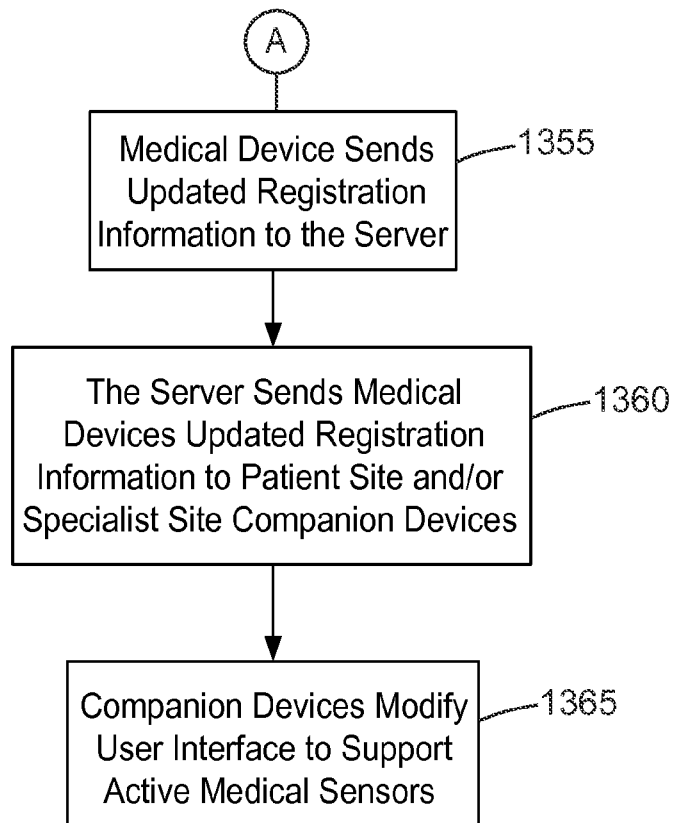 A
Medical Device Sends
Updated Registration
Information to the Server
1355
The Server Sends Medical
Devices Updated Registration
Information to Patient Site and/or
Specialist Site Companion Devices
1360
Companion Devices Modify
User Interface to Support
Active Medical Sensors
1365